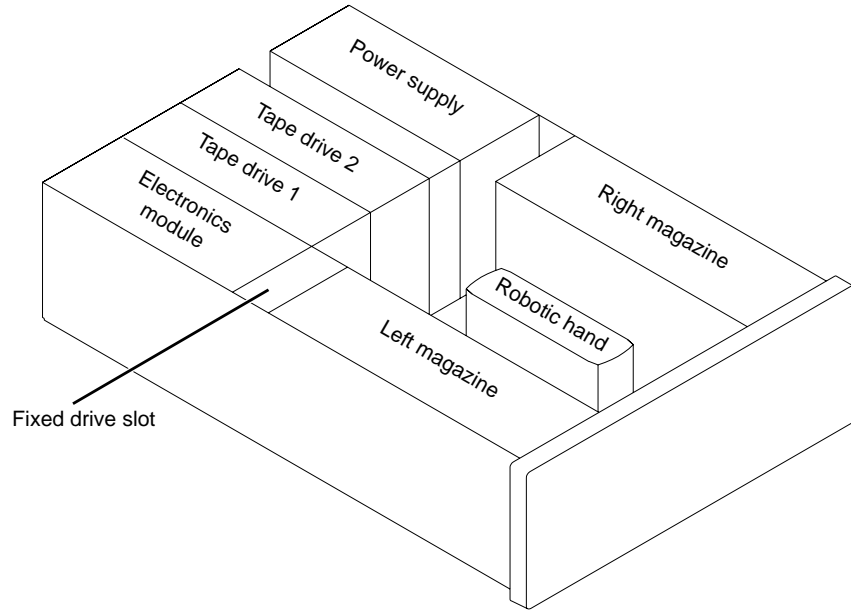 Power supply
Tape drive 2
Tape drive 1
Electronics
module
Right magazine
Robotic hand
Left magazine
Fixed drive slot